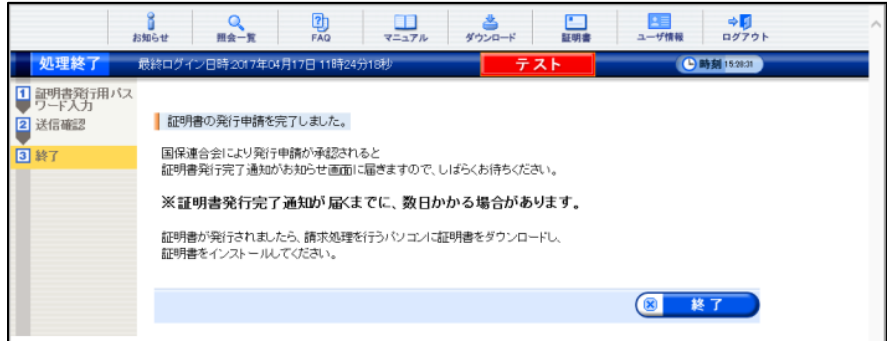 お知らせ 照会一覧 FAQ マニュアル ダウンロード 証明書 ユーザ情報 ログアウト
処理終了 最終ログイン日時:2017年04月17日 11時24分18秒 テスト 時刻 15:28:31
1 証明書発行用パス
ワード入力
2 送信確認
3 終了
証明書の発行申請を完了しました。
国保連合会により発行申請が承認されると
証明書発行完了通知がお知らせ画面に届きますので、しばらくお待ちください。
※証明書発行完了通知が届くまでに、数日かかる場合があります。
証明書が発行されましたら、請求処理を行うパソコンに証明書をダウンロードし、
証明書をインストールしてください。
終了